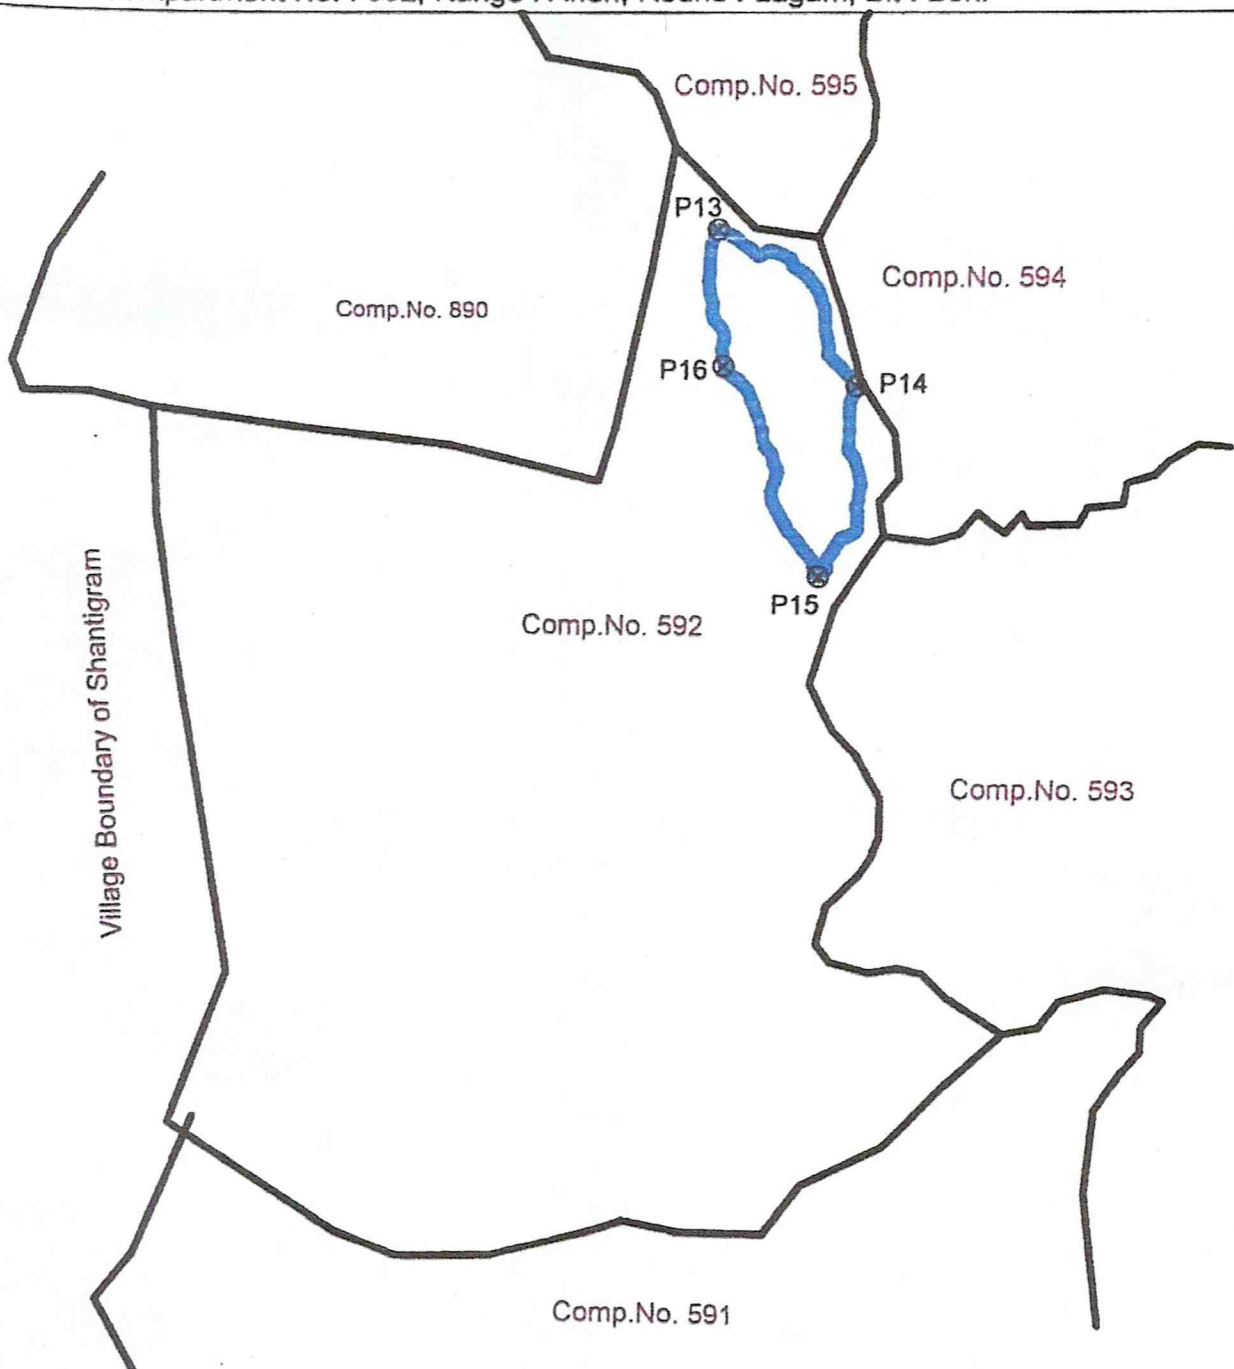 Comp.No. 595
P13
Comp.No. 594
Comp.No. 890
P16
P14
P15
Comp.No. 592
Village Boundary of Shantigram
Comp.No. 593
Comp.No. 591